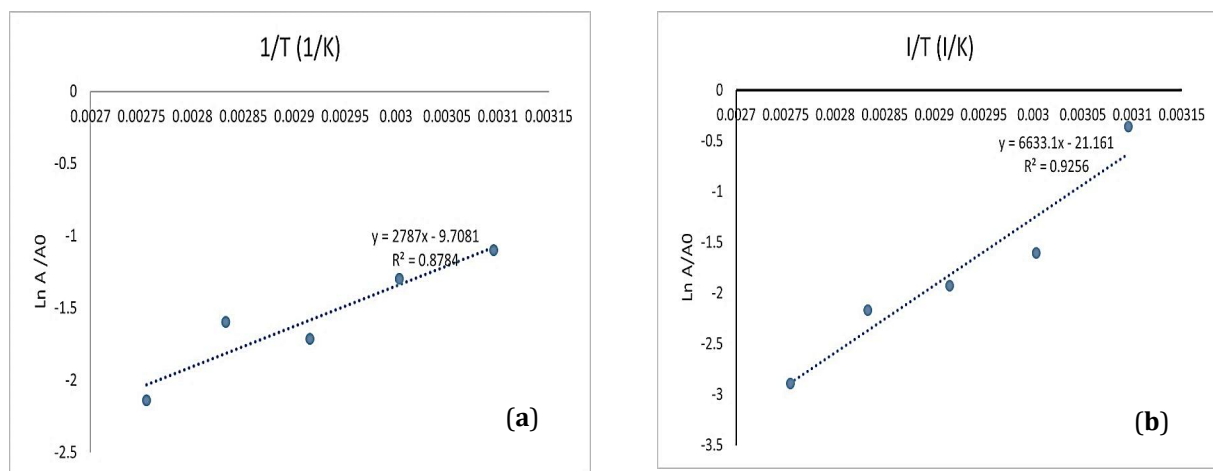 1/T (1/K)
0
0.0027 0.00275 0.0028 0.00285 0.0029 0.00295 0.003 0.00305 0.0031 0.00315
-0.5
-1
-1.5
-2
-2.5
Ln A /A0
y = 2787x - 9.7081
R² = 0.8784
(a)
I/T (I/K)
0
0.0027 0.00275 0.0028 0.00285 0.0029 0.00295 0.003 0.00305 0.0031 0.00315
-0.5
-1
-1.5
-2
-2.5
-3
-3.5
Ln A/A0
y = 6633.1x - 21.161
R² = 0.9256
(b)